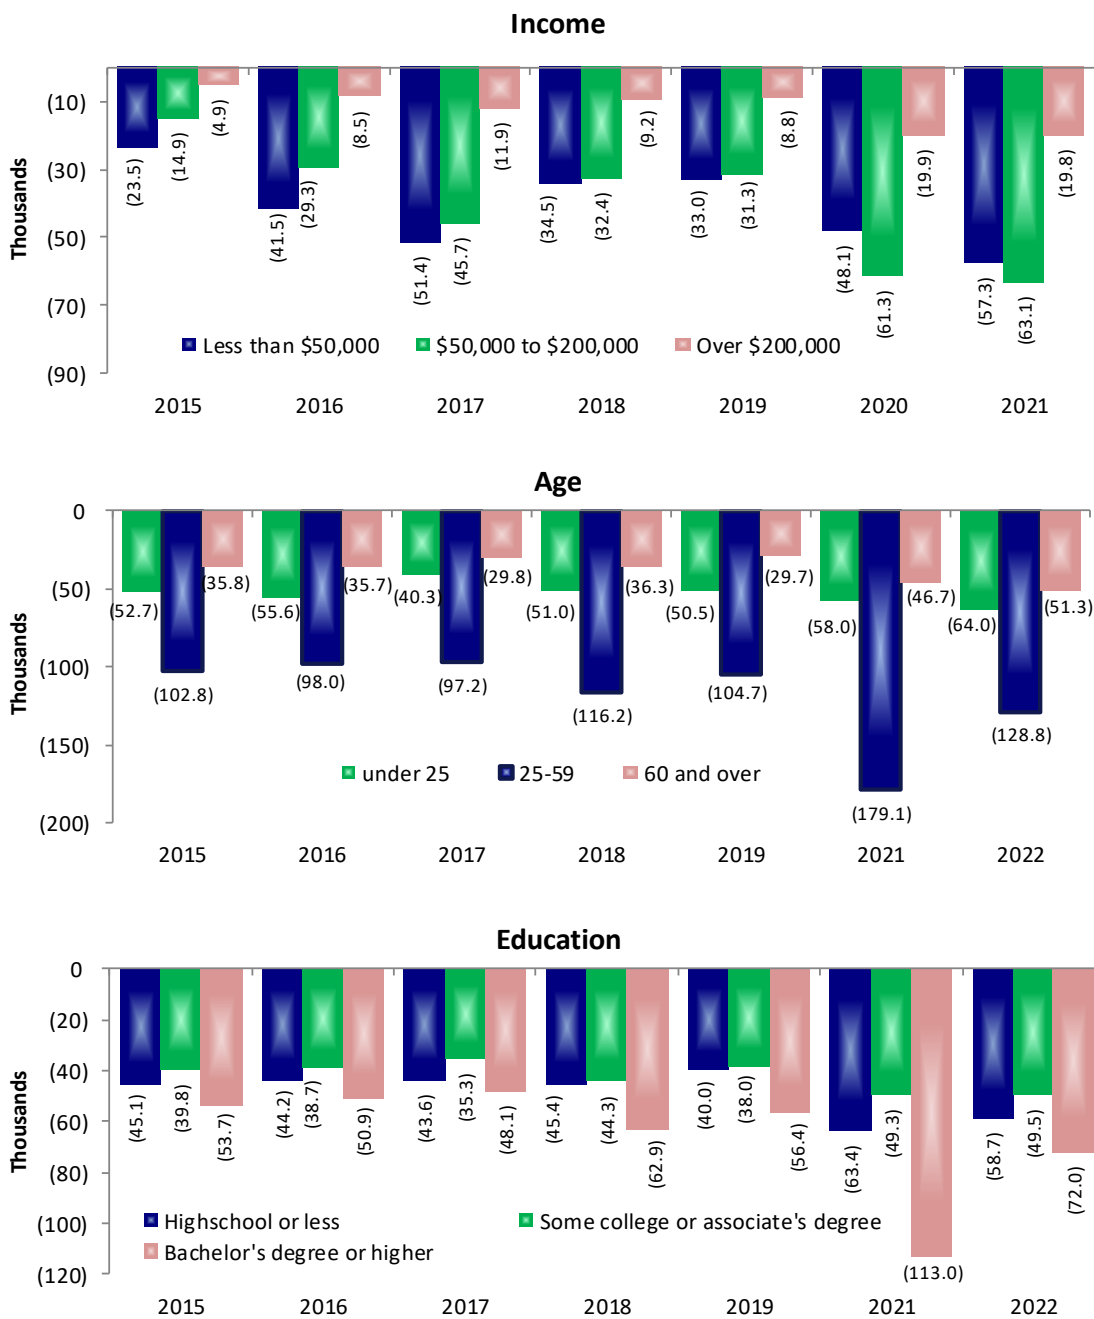 Income
Thousands
(10)
(30)
(50)
(70)
(90)
(23.5) (14.9) (4.9)
(41.5) (29.3) (8.5)
(51.4) (45.7) (11.9)
(34.5) (32.4) (9.2)
(33.0) (31.3) (8.8)
(48.1) (61.3) (19.9)
(57.3) (63.1) (19.8)
Less than $50,000 $50,000 to $200,000 Over $200,000
2015 2016 2017 2018 2019 2020 2021
Age
Thousands
0
(50)
(100)
(150)
(200)
(52.7) (102.8) (35.8)
(55.6) (98.0) (35.7)
(40.3) (97.2) (29.8)
(51.0) (116.2) (36.3)
(50.5) (104.7) (29.7)
(58.0) (179.1) (46.7)
(64.0) (128.8) (51.3)
under 25 25-59 60 and over
2015 2016 2017 2018 2019 2021 2022
Education
Thousands
0
(20)
(40)
(60)
(80)
(100)
(120)
(45.1) (39.8) (53.7)
(44.2) (38.7) (50.9)
(43.6) (35.3) (48.1)
(45.4) (44.3) (62.9)
(40.0) (38.0) (56.4)
(63.4) (49.3) (113.0)
(58.7) (49.5) (72.0)
Highschool or less Some college or associate's degree
Bachelor's degree or higher
2015 2016 2017 2018 2019 2021 2022